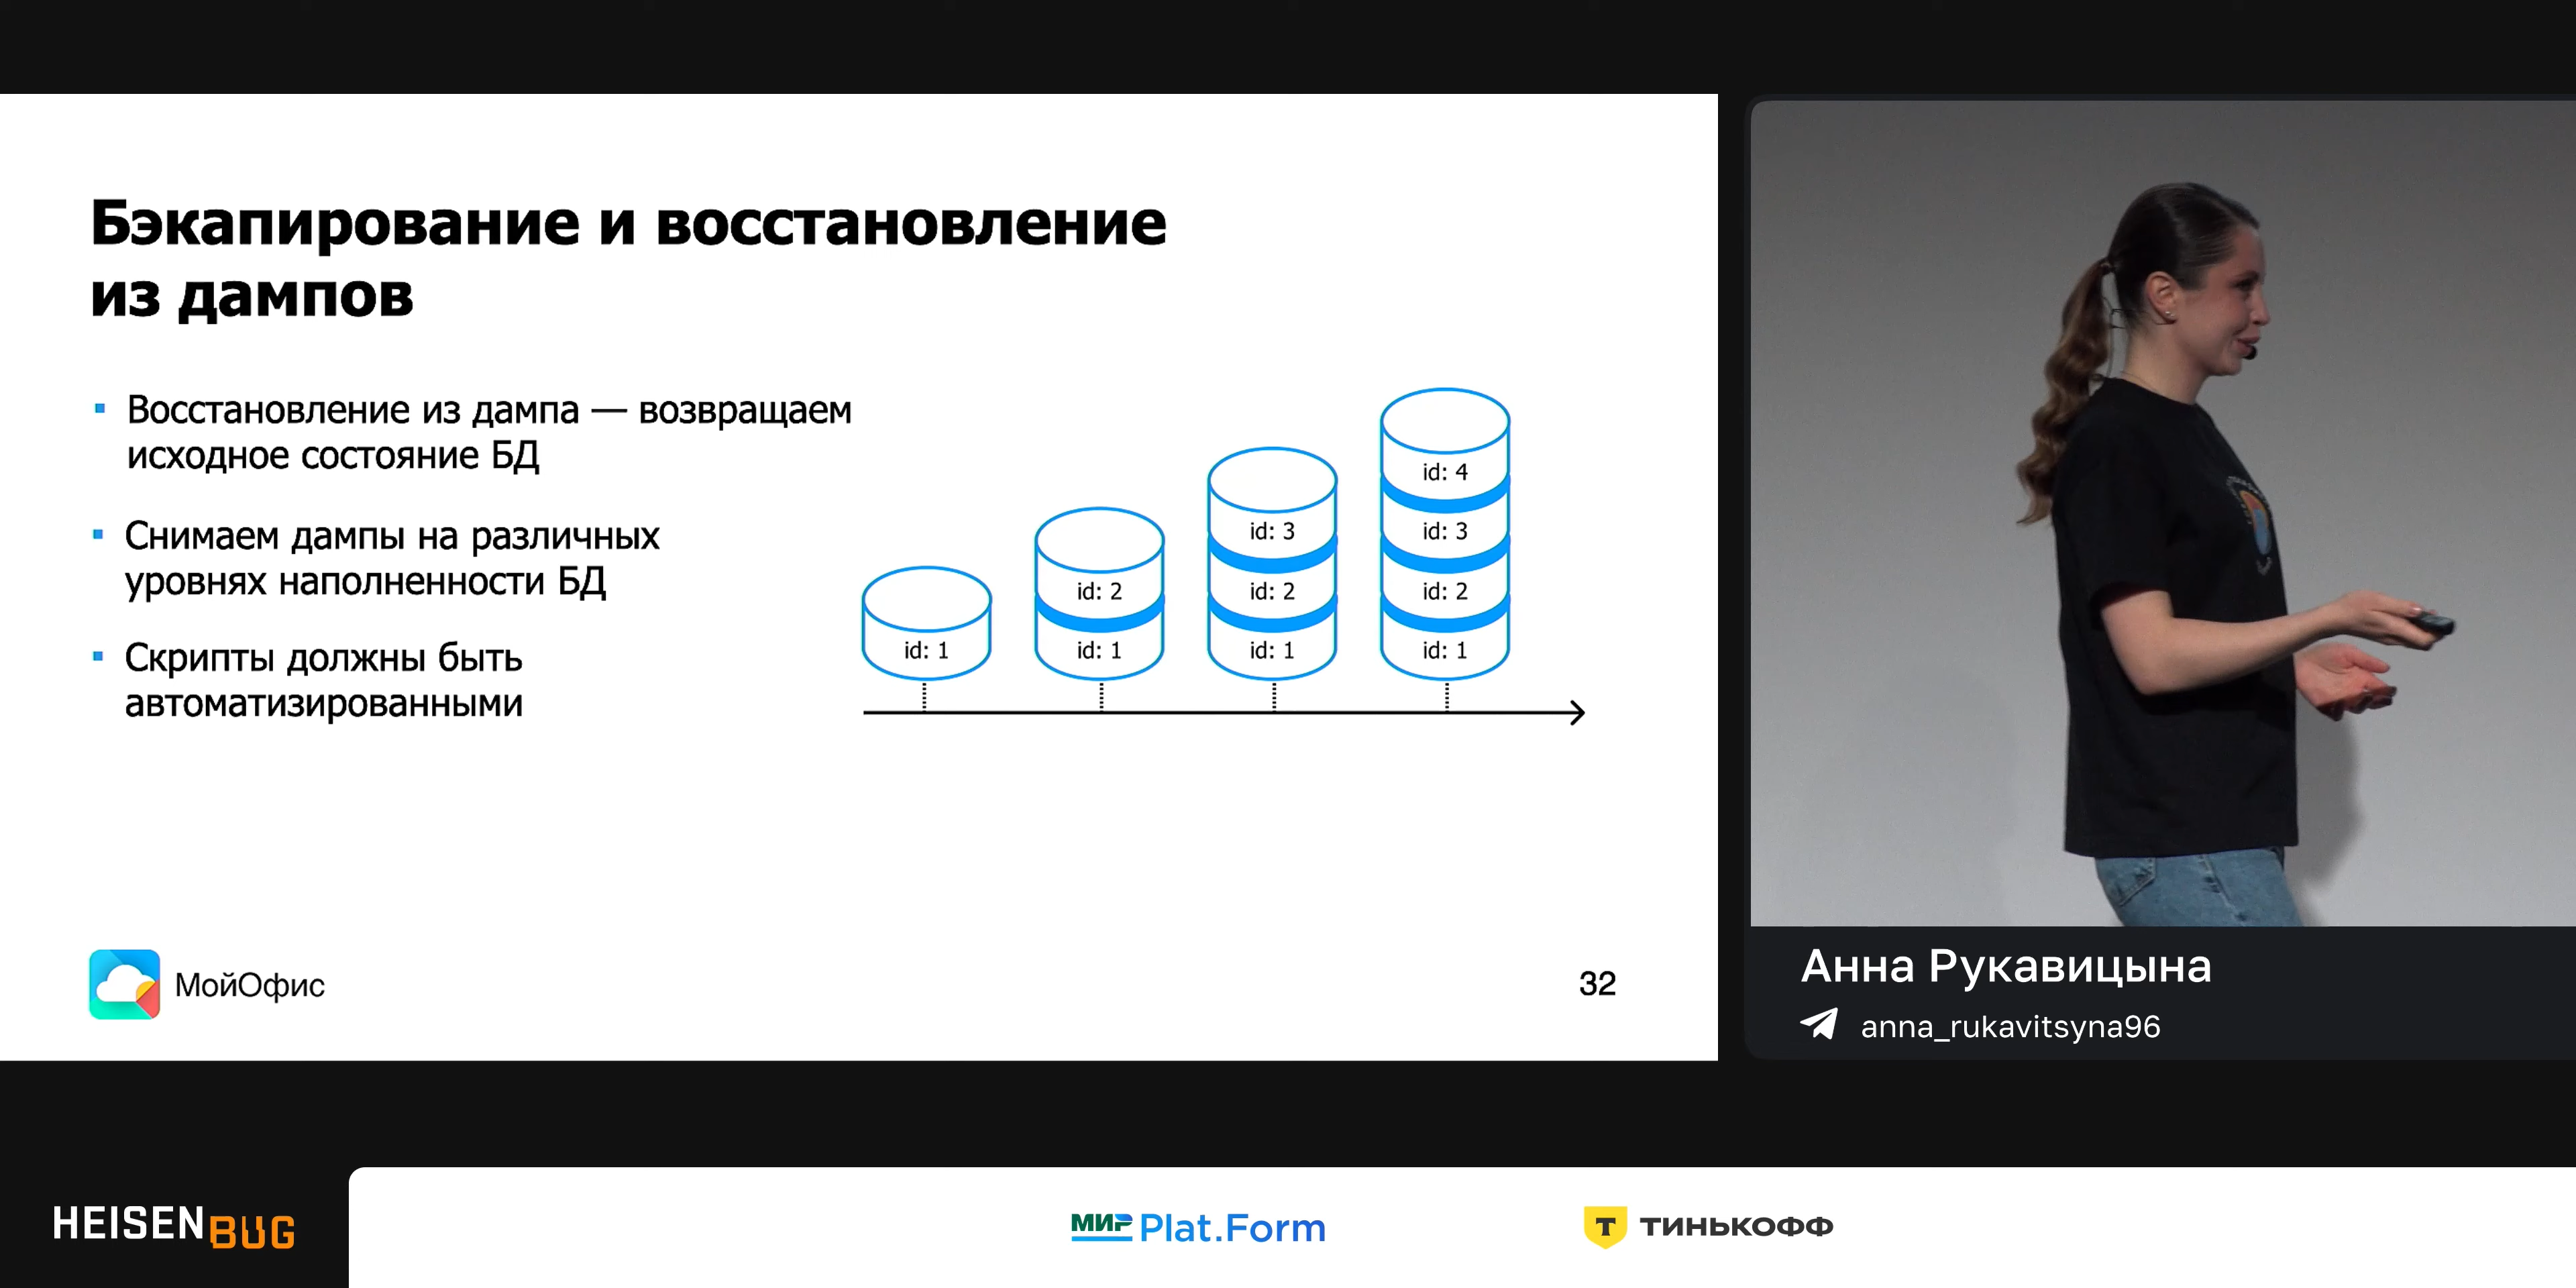 Бэкапирование и восстановление
из дампов
Восстановление из дампа — возвращаем
исходное состояние БД
Снимаем дампы на различных
уровнях наполненности БД
Скрипты должны быть
автоматизированными
id: 1
id: 2
id: 1
id: 3
id: 2
id: 1
id: 4
id: 3
id: 2
id: 1
МойОфис
32
Анна Рукавицына
anna_rukavitsyna96
HEISENBUG
МИР Plat.Form
Т ТИНЬКОФФ